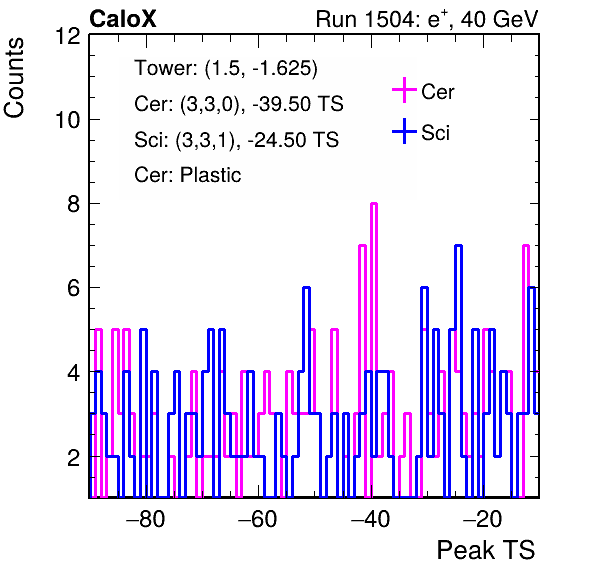 CaloX Run 1504: e⁺, 40 GeV
Counts
12
10
8
6
4
2
Tower: (1.5, -1.625)
Cer: (3,3,0), -39.50 TS
Sci: (3,3,1), -24.50 TS
Cer: Plastic
Cer
Sci
−80 −60 −40 −20
Peak TS